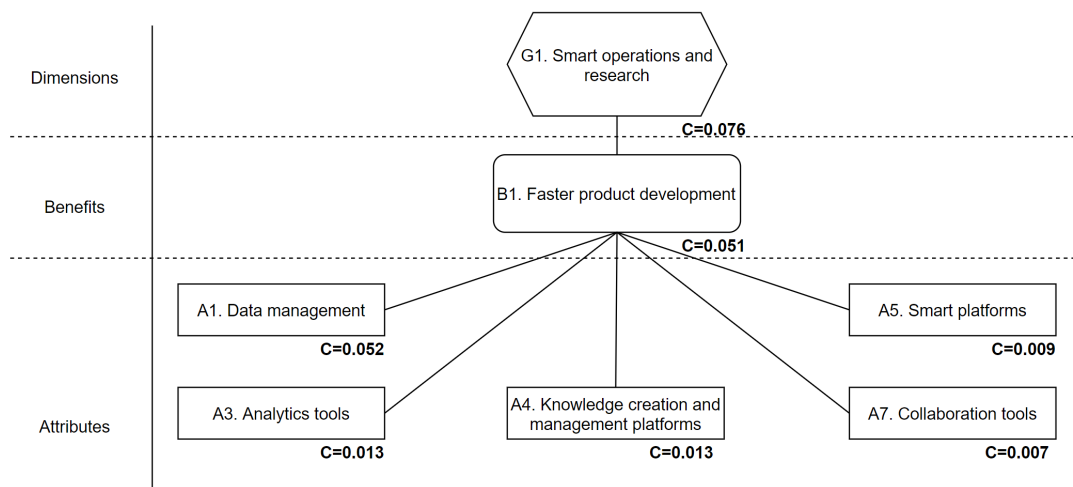 G1. Smart operations and
research
Dimensions
C=0.076
B1. Faster product development
Benefits
C=0.051
A1. Data management
A5. Smart platforms
C=0.052
C=0.009
A3. Analytics tools
A4. Knowledge creation and
management platforms
A7. Collaboration tools
Attributes
C=0.013
C=0.013
C=0.007